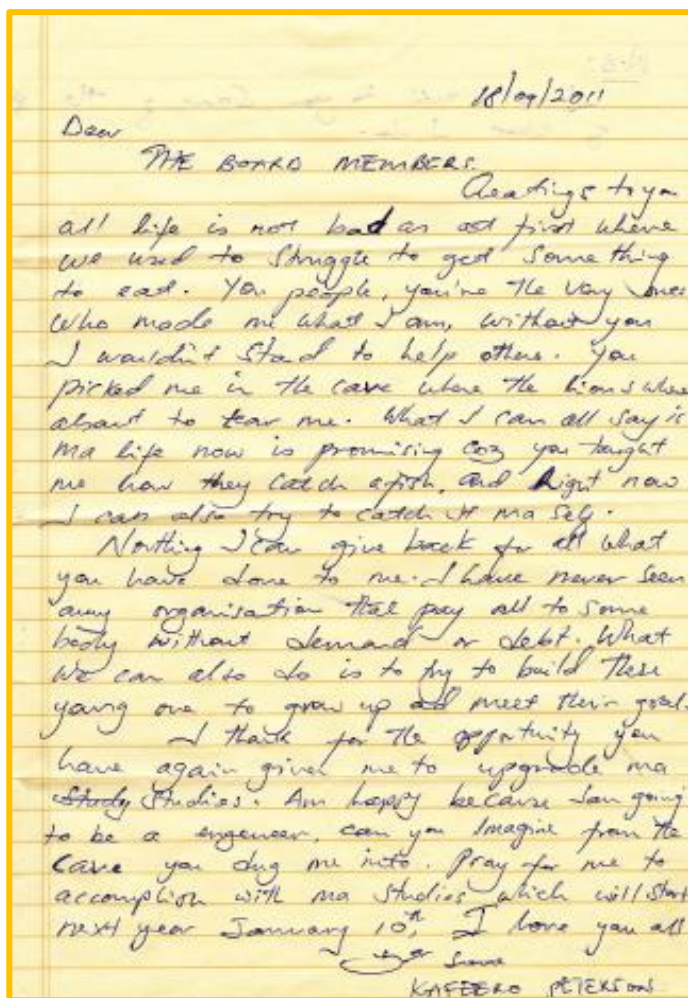 18/09/2011
Dear
THE BOARD MEMBERS.
Greatings to you
all life is not bad as at first where
we used to struggle to get something
to eat. You people, you're the very ones
who made me what I am, without you
I wouldn't stand to help others. You
picked me in the cave where the lions where
about to tear me. What I can all say is
ma life now is promising coz you taught
me how they catch afish, and Right now
I can also try to catch it ma self.
Northing I can give back for all what
you have done to me. I have never seen
any organisation that pay all to some
body without demand or debt. What
We can also do is to try to build these
young one to grow up and meet their goals.
I thank for the opportunity you
have again given me to upgrade ma
Study Studies. Am happy because Iam going
to be a engeneer, can you Imagine from the
cave you dug me into. Pray for me to
accomplish with ma studies which will start
next year January 10th, I love you all
KAFEERO PETERSON